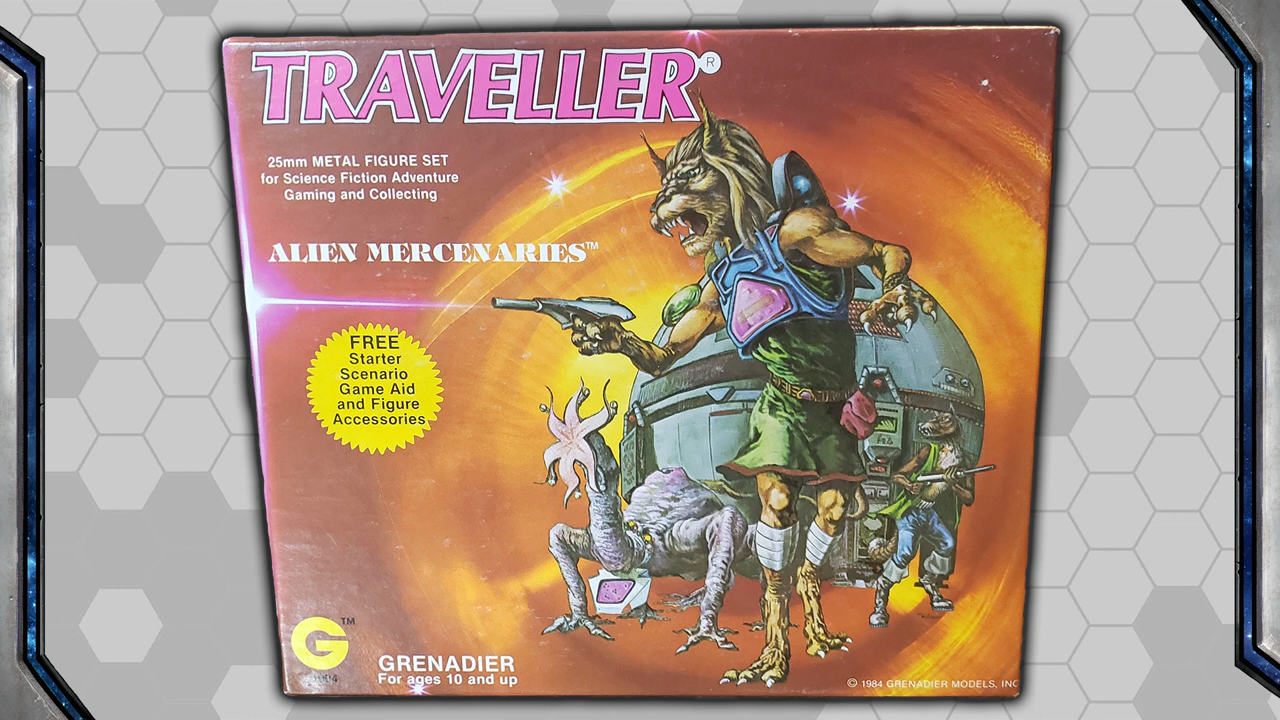 TRAVELLER®
25mm METAL FIGURE SET
for Science Fiction Adventure
Gaming and Collecting
ALIEN MERCENARIES™
FREE
Starter
Scenario
Game Aid
and Figure
Accessories
G™
GRENADIER
For ages 10 and up
© 1984 GRENADIER MODELS, INC